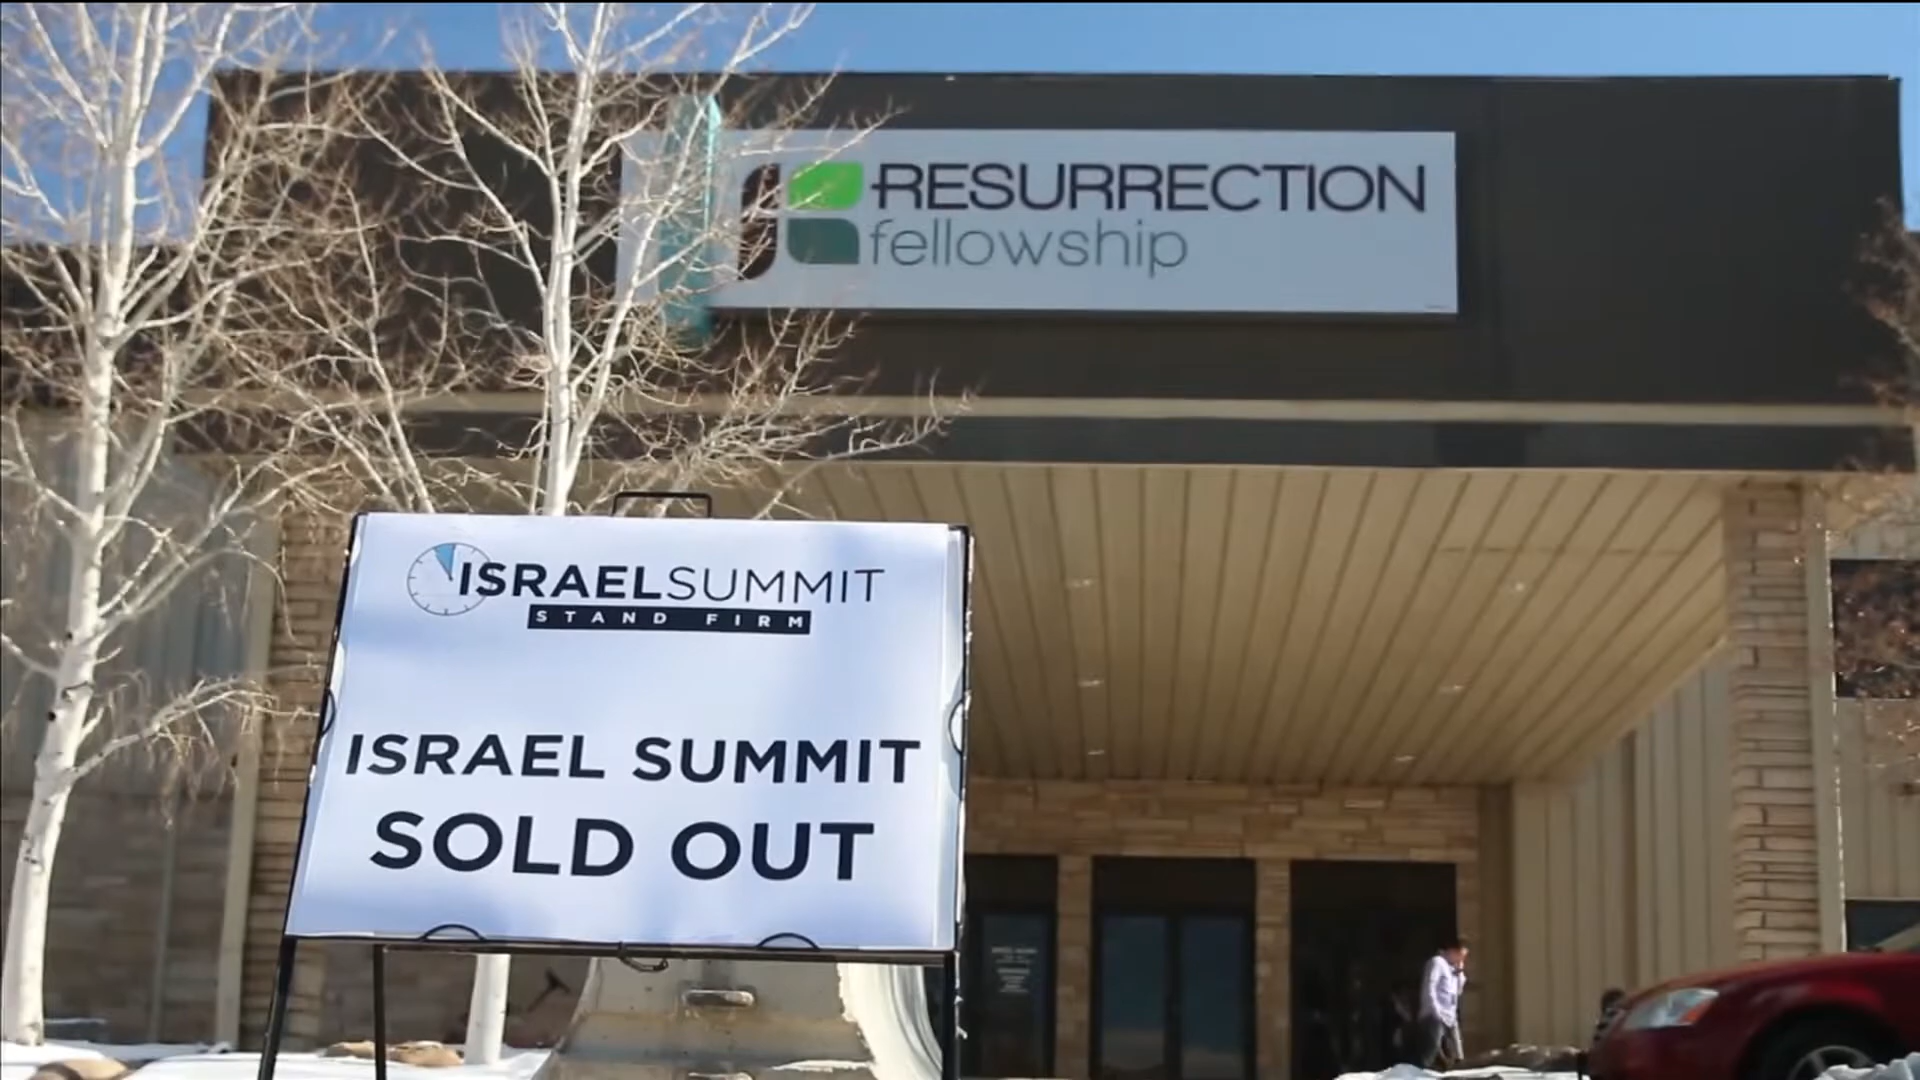 RESURRECTION
fellowship
ISRAELSUMMIT
STAND FIRM
ISRAEL SUMMIT
SOLD OUT